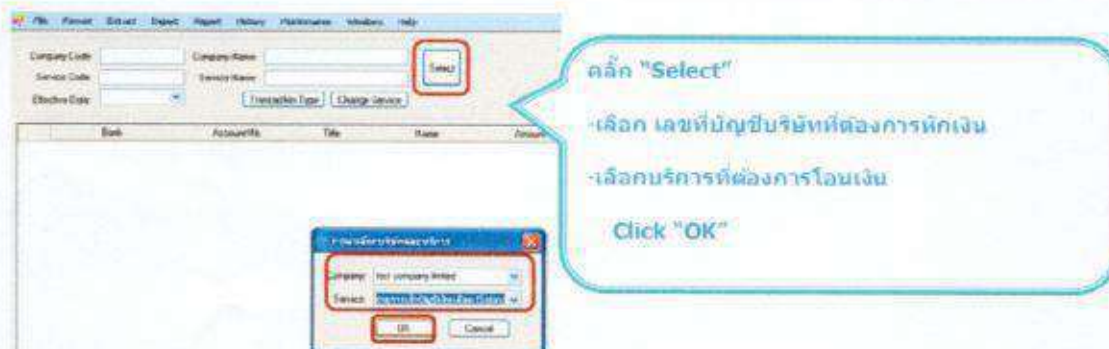 File Format Extract Import Report History Maintenance Windows Help
Company Code Company Name Select
Service Code Service Name
Effective Date Transaction Type Change Service
Bank Account No. Title Name Amount
Company: test company limited
Service:
OK Cancel
คลิ๊ก "Select"
-เลือก เลขที่บัญชีบริษัทที่ต้องการหักเงิน
-เลือกบริการที่ต้องการโอนเงิน
Click "OK"